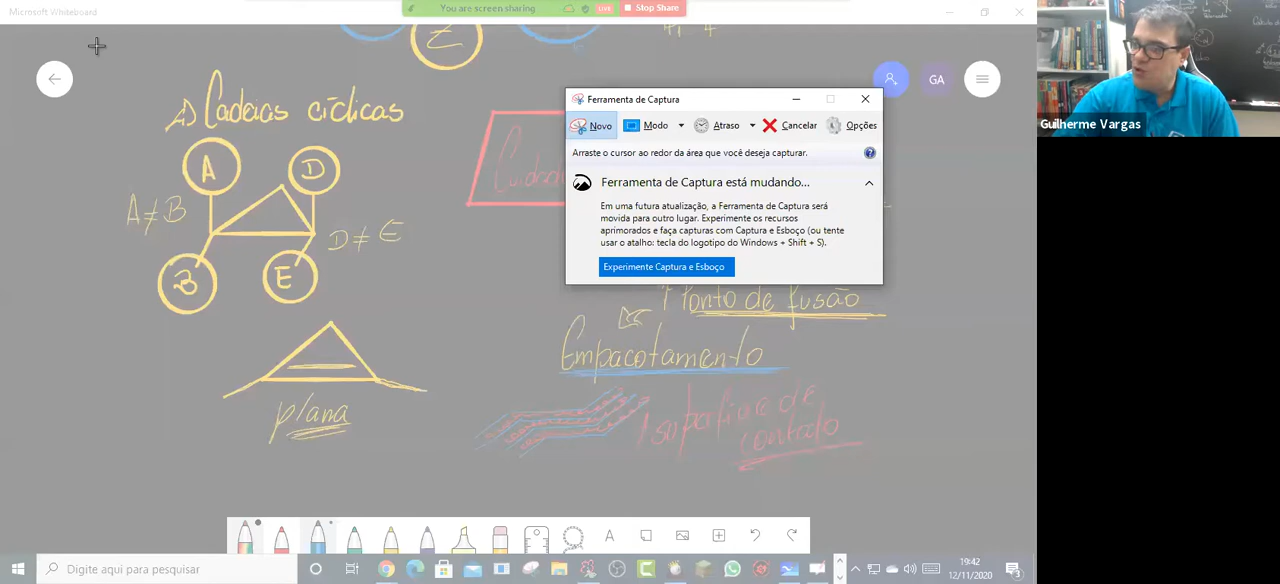 Microsoft Whiteboard
You are screen sharing
LIVE
Stop Share
Z
GA
Guilherme Vargas
Cadeias cíclicas
A
D
A ≠ B
D ≠ E
B
E
plana
Ferramenta de Captura
Novo
Modo
Atraso
Cancelar
Opções
Arraste o cursor ao redor da área que você deseja capturar.
Ferramenta de Captura está mudando...
Em uma futura atualização, a Ferramenta de Captura será
movida para outro lugar. Experimente os recursos
aprimorados e faça capturas com Captura e Esboço (ou tente
usar o atalho: tecla do logotipo do Windows + Shift + S).
Experimente Captura e Esboço
↑ Ponto de fusão
Empacotamento
superfície de
contato
A
Digite aqui para pesquisar
19:42
12/11/2020
3